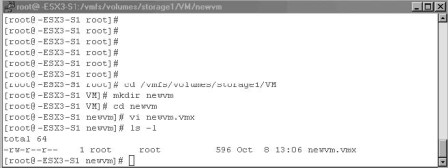 root@ -ESX3-S1:/vmfs/volumes/storage1/VM/newvm
[root@ -ESX3-S1 root]#
[root@ -ESX3-S1 root]#
[root@ -ESX3-S1 root]#
[root@ -ESX3-S1 root]#
[root@ -ESX3-S1 root]#
[root@ -ESX3-S1 root]#
[root@ -ESX3-S1 root]# cd /vmfs/volumes/storage1/VM
[root@ -ESX3-S1 VM]# mkdir newvm
[root@ -ESX3-S1 VM]# cd newvm
[root@ -ESX3-S1 newvm]# vi newvm.vmx
[root@ -ESX3-S1 newvm]# ls -l
total 64
-rw-r--r-- 1 root root 596 Oct 8 13:06 newvm.vmx
[root@ -ESX3-S1 newvm]#